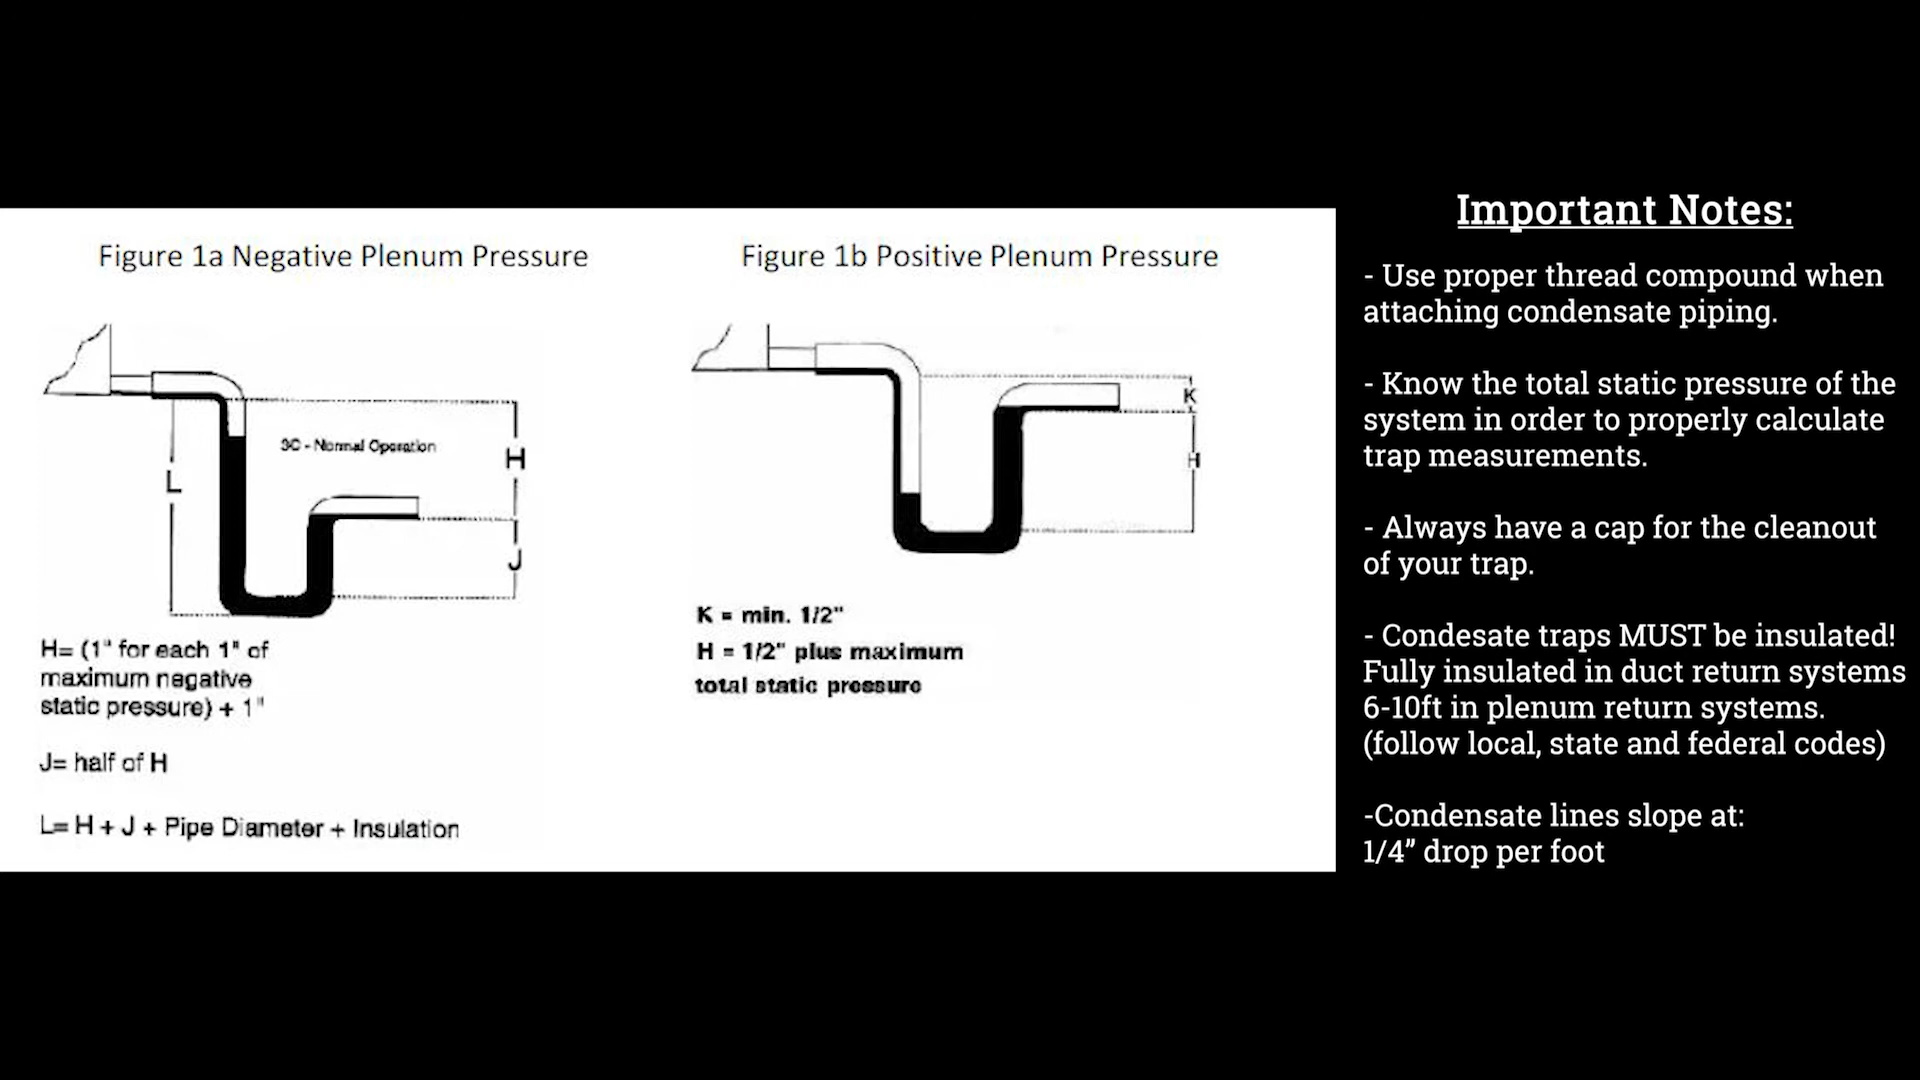 Figure 1a Negative Plenum Pressure
L
3C - Normal Operation
H
J
H= (1" for each 1" of
maximum negative
static pressure) + 1"
J= half of H
L= H + J + Pipe Diameter + Insulation
Figure 1b Positive Plenum Pressure
K
H
K = min. 1/2"
H = 1/2" plus maximum
total static pressure
Important Notes:
- Use proper thread compound when
attaching condensate piping.
- Know the total static pressure of the
system in order to properly calculate
trap measurements.
- Always have a cap for the cleanout
of your trap.
- Condesate traps MUST be insulated!
Fully insulated in duct return systems
6-10ft in plenum return systems.
(follow local, state and federal codes)
-Condensate lines slope at:
1/4” drop per foot